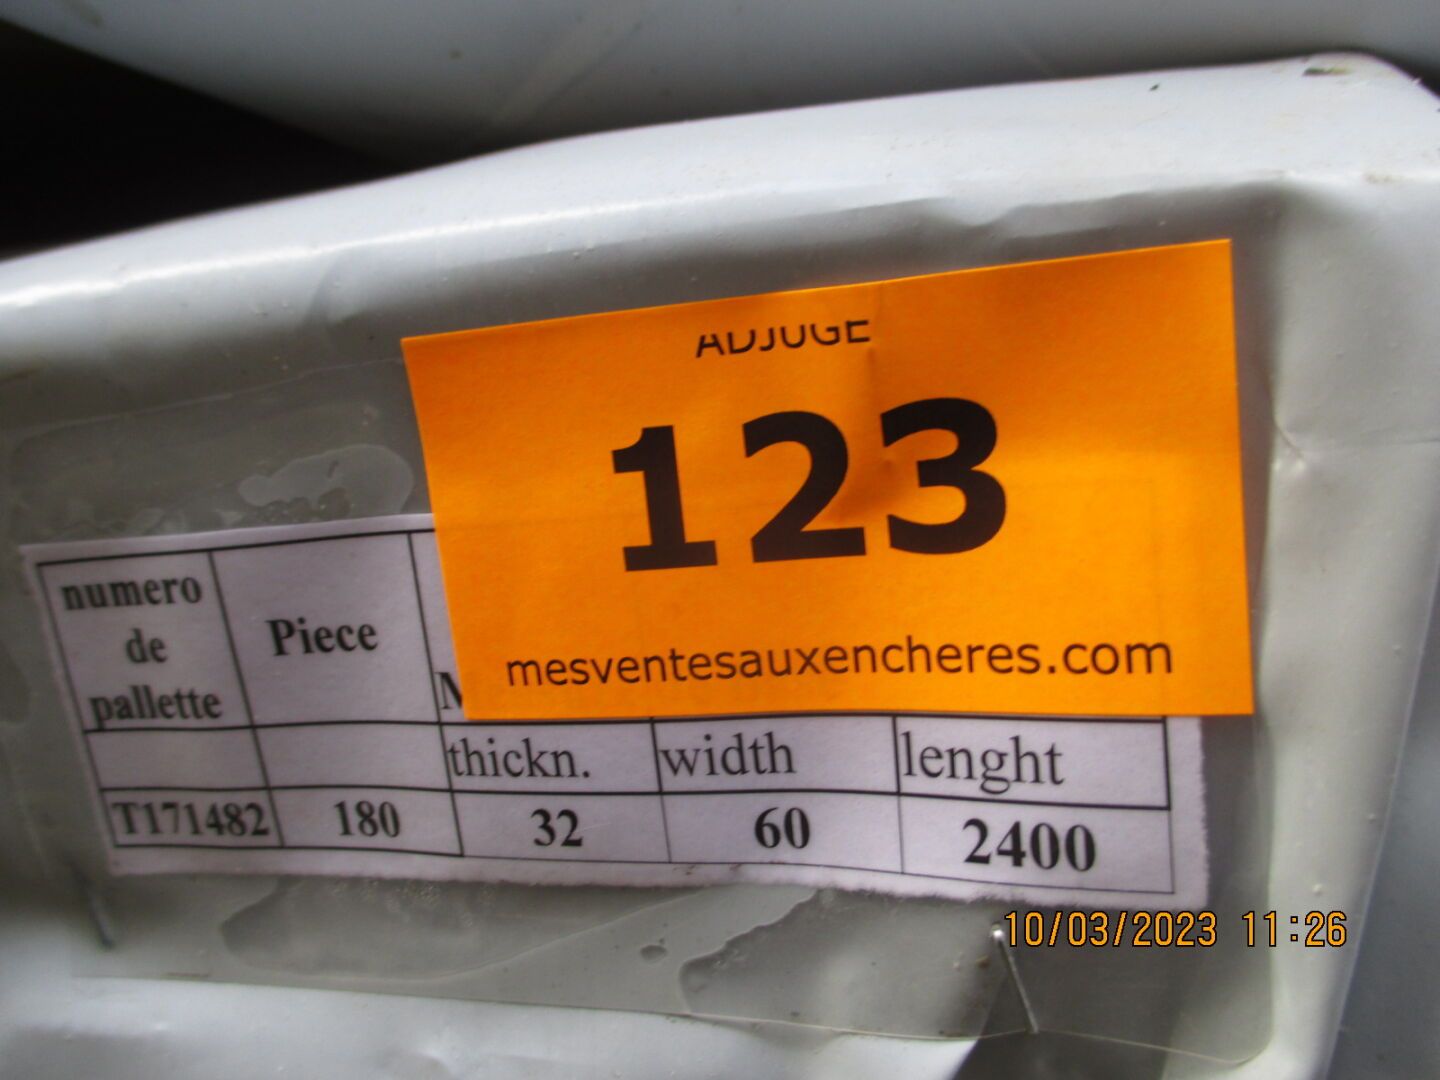 ADJUGE
123
mesventesauxencheres.com
numero
de
pallette
Piece
thickn. width lenght
T171482 180 32 60 2400
10/03/2023 11:26